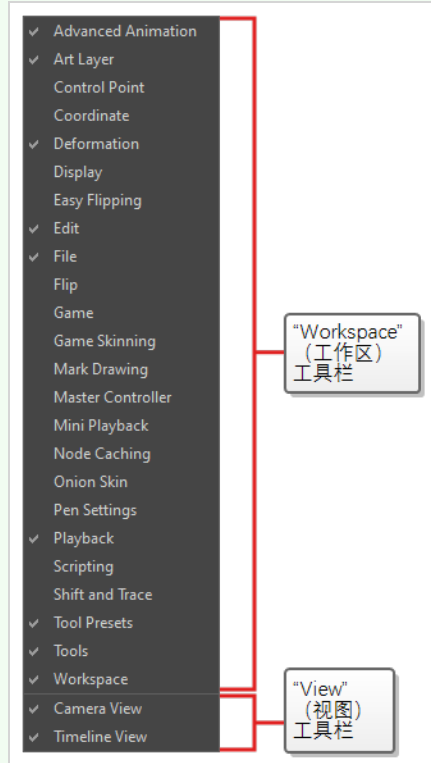 Advanced Animation
Art Layer
Control Point
Coordinate
Deformation
Display
Easy Flipping
Edit
File
Flip
Game
Game Skinning
Mark Drawing
Master Controller
Mini Playback
Node Caching
Onion Skin
Pen Settings
Playback
Scripting
Shift and Trace
Tool Presets
Tools
Workspace
Camera View
Timeline View
“Workspace”
（工作区）
工具栏
“View”
（视图）
工具栏